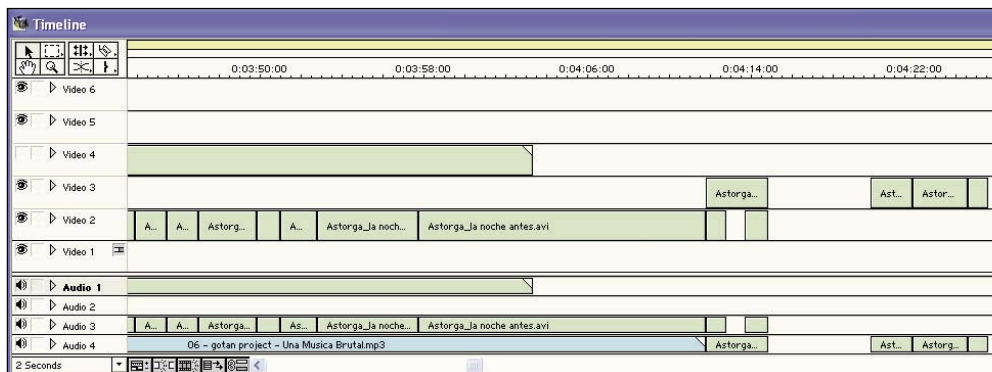 Timeline
0:03:50:00 0:03:58:00 0:04:06:00 0:04:14:00 0:04:22:00
Video 6
Video 5
Video 4
Video 3 Astorga... Ast... Astor...
Video 2 A... A... Astorg... A... Astorga_la noch... Astorga_la noche antes.avi
Video 1
Audio 1
Audio 2
Audio 3 A... A... Astorga... As... Astorga_la noche... Astorga_la noche antes.avi
Audio 4 06 - gotan project - Una Musica Brutal.mp3 Astorga... Ast... Astorg...
2 Seconds